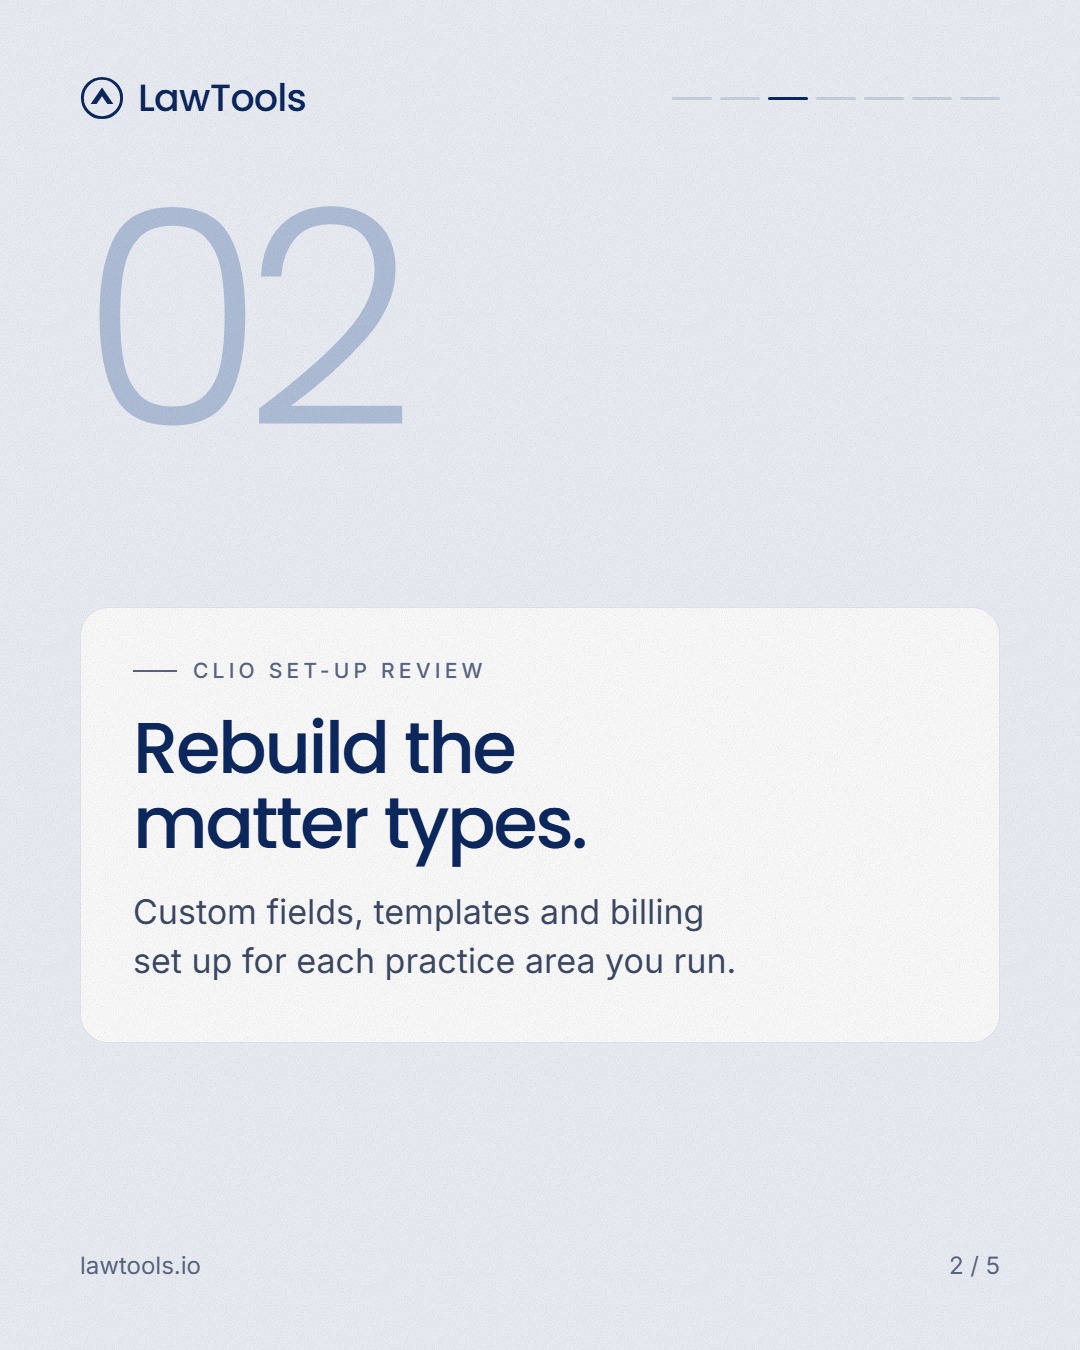 LawTools
02
CLIO SET-UP REVIEW
Rebuild the
matter types.
Custom fields, templates and billing
set up for each practice area you run.
lawtools.io
2 / 5